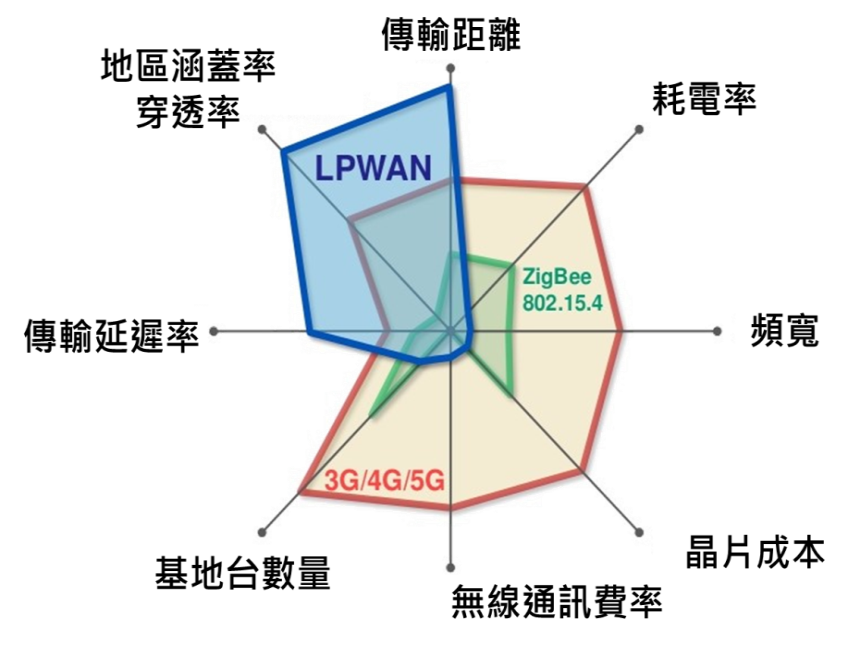 傳輸距離
地區涵蓋率
穿透率
耗電率
LPWAN
ZigBee
802.15.4
傳輸延遲率
頻寬
3G/4G/5G
基地台數量
晶片成本
無線通訊費率